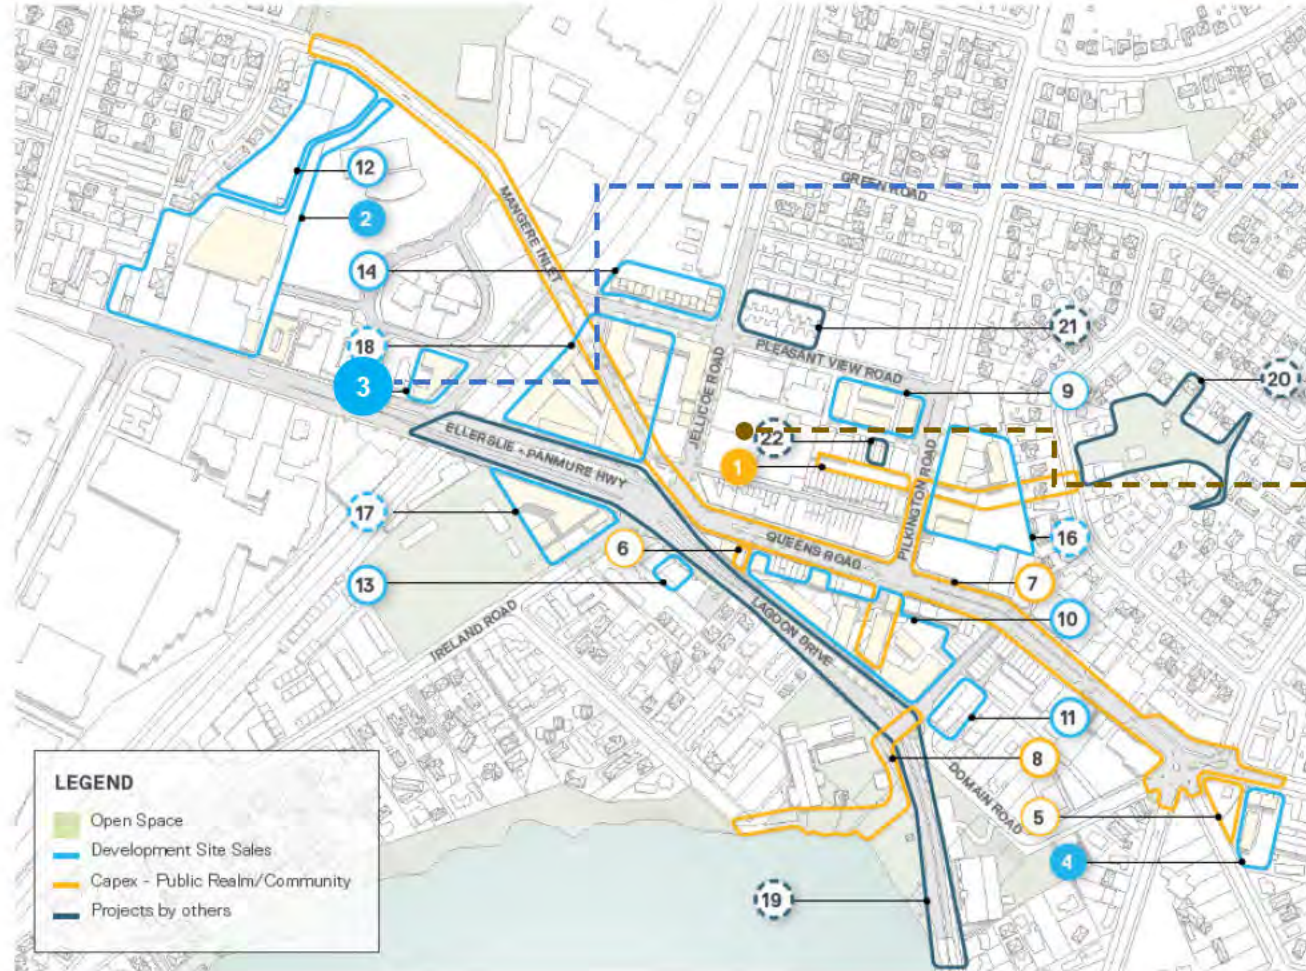 12
2
GREEN ROAD
MANGERE INLET
14
21
18
PLEASANT VIEW ROAD
3
JELLICOE ROAD
9
20
ELLERSLIE - PANMURE HWY
22
1
PILKINGTON ROAD
17
QUEENS ROAD
16
6
7
13
LAGOON DRIVE
10
IRELAND ROAD
11
8
DOMAIN ROAD
5
4
19
LEGEND
Open Space
Development Site Sales
Capex - Public Realm/Community
Projects by others